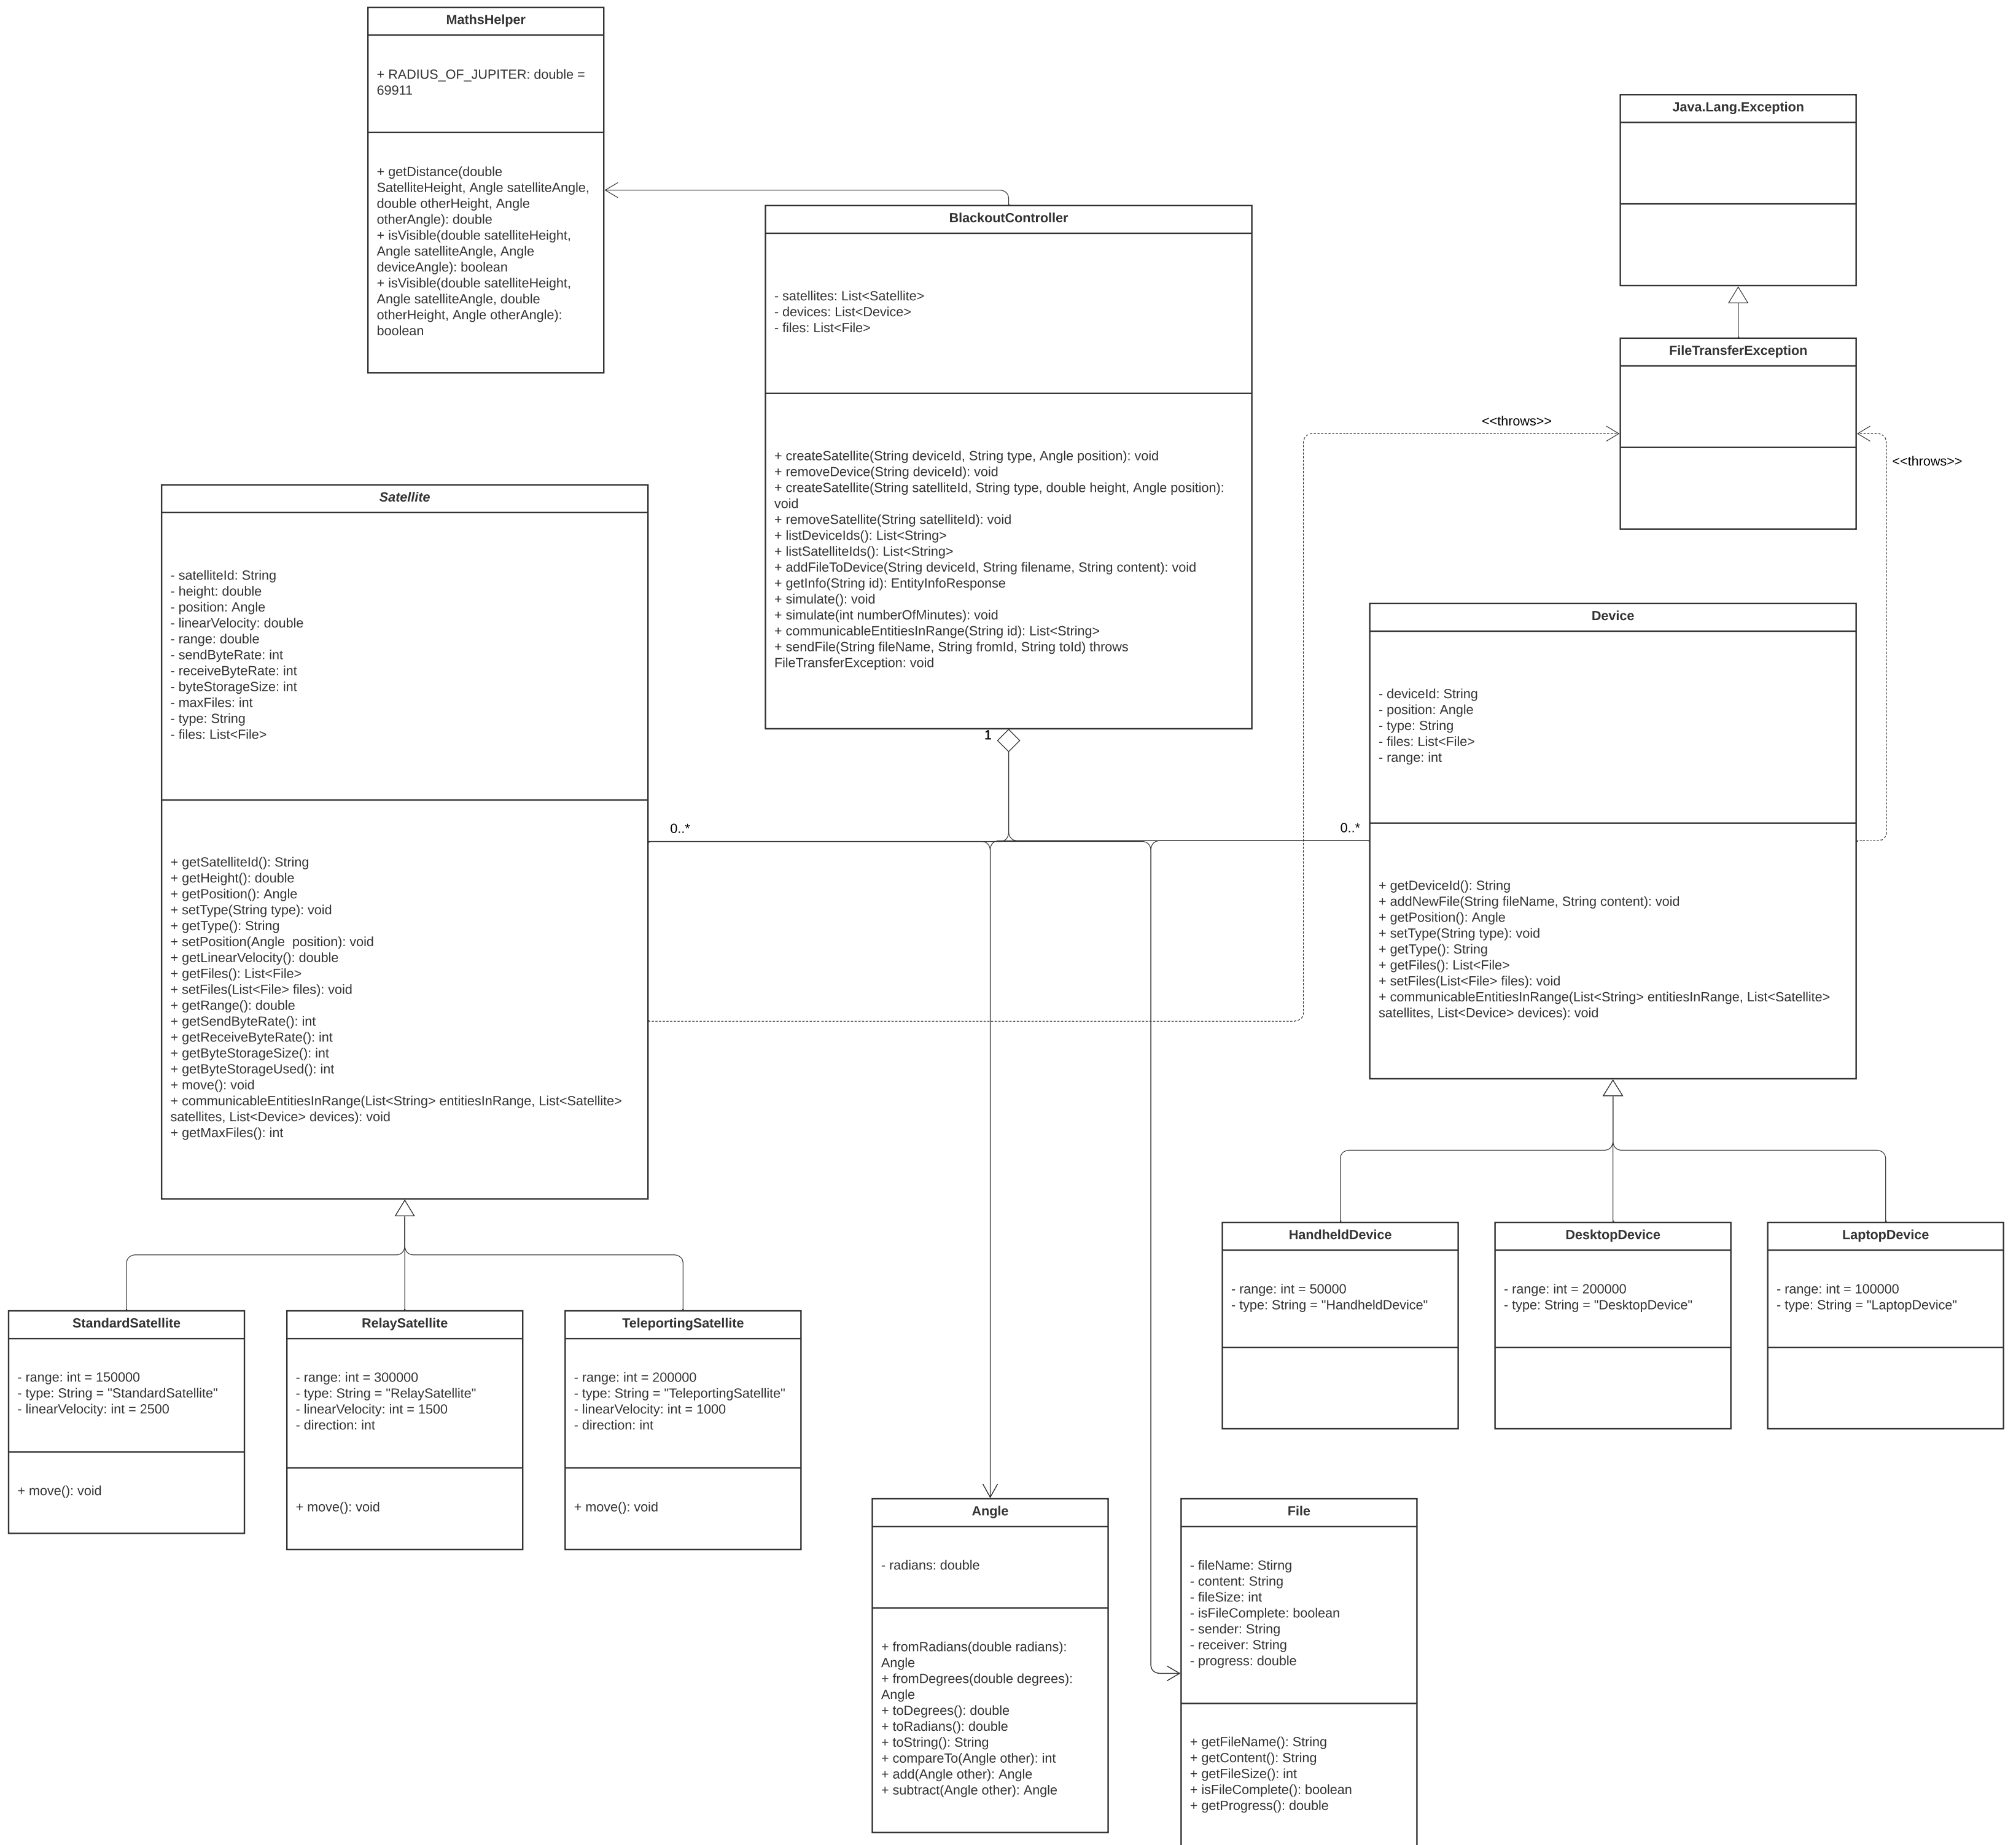 MathsHelper
+ RADIUS_OF_JUPITER: double =
69911
+ getDistance(double
SatelliteHeight, Angle satelliteAngle,
double otherHeight, Angle
otherAngle): double
+ isVisible(double satelliteHeight,
Angle satelliteAngle, Angle
deviceAngle): boolean
+ isVisible(double satelliteHeight,
Angle satelliteAngle, double
otherHeight, Angle otherAngle):
boolean
Java.Lang.Exception
BlackoutController
- satellites: List<Satellite>
- devices: List<Device>
- files: List<File>
+ createSatellite(String deviceId, String type, Angle position): void
+ removeDevice(String deviceId): void
+ createSatellite(String satelliteId, String type, double height, Angle position):
void
+ removeSatellite(String satelliteId): void
+ listDeviceIds(): List<String>
+ listSatelliteIds(): List<String>
+ addFileToDevice(String deviceId, String filename, String content): void
+ getInfo(String id): EntityInfoResponse
+ simulate(): void
+ simulate(int numberOfMinutes): void
+ communicableEntitiesInRange(String id): List<String>
+ sendFile(String fileName, String fromId, String toId) throws
FileTransferException: void
1
FileTransferException
<<throws>>
<<throws>>
Satellite
- satelliteId: String
- height: double
- position: Angle
- linearVelocity: double
- range: double
- sendByteRate: int
- receiveByteRate: int
- byteStorageSize: int
- maxFiles: int
- type: String
- files: List<File>
+ getSatelliteId(): String
+ getHeight(): double
+ getPosition(): Angle
+ setType(String type): void
+ getType(): String
+ setPosition(Angle  position): void
+ getLinearVelocity(): double
+ getFiles(): List<File>
+ setFiles(List<File> files): void
+ getRange(): double
+ getSendByteRate(): int
+ getReceiveByteRate(): int
+ getByteStorageSize(): int
+ getByteStorageUsed(): int
+ move(): void
+ communicableEntitiesInRange(List<String> entitiesInRange, List<Satellite>
satellites, List<Device> devices): void
+ getMaxFiles(): int
0..*
0..*
Device
- deviceId: String
- position: Angle
- type: String
- files: List<File>
- range: int
+ getDeviceId(): String
+ addNewFile(String fileName, String content): void
+ getPosition(): Angle
+ setType(String type): void
+ getType(): String
+ getFiles(): List<File>
+ setFiles(List<File> files): void
+ communicableEntitiesInRange(List<String> entitiesInRange, List<Satellite>
satellites, List<Device> devices): void
HandheldDevice
- range: int = 50000
- type: String = "HandheldDevice"
DesktopDevice
- range: int = 200000
- type: String = "DesktopDevice"
LaptopDevice
- range: int = 100000
- type: String = "LaptopDevice"
StandardSatellite
- range: int = 150000
- type: String = "StandardSatellite"
- linearVelocity: int = 2500
+ move(): void
RelaySatellite
- range: int = 300000
- type: String = "RelaySatellite"
- linearVelocity: int = 1500
- direction: int
+ move(): void
TeleportingSatellite
- range: int = 200000
- type: String = "TeleportingSatellite"
- linearVelocity: int = 1000
- direction: int
+ move(): void
Angle
- radians: double
+ fromRadians(double radians):
Angle
+ fromDegrees(double degrees):
Angle
+ toDegrees(): double
+ toRadians(): double
+ toString(): String
+ compareTo(Angle other): int
+ add(Angle other): Angle
+ subtract(Angle other): Angle
File
- fileName: Stirng
- content: String
- fileSize: int
- isFileComplete: boolean
- sender: String
- receiver: String
- progress: double
+ getFileName(): String
+ getContent(): String
+ getFileSize(): int
+ isFileComplete(): boolean
+ getProgress(): double